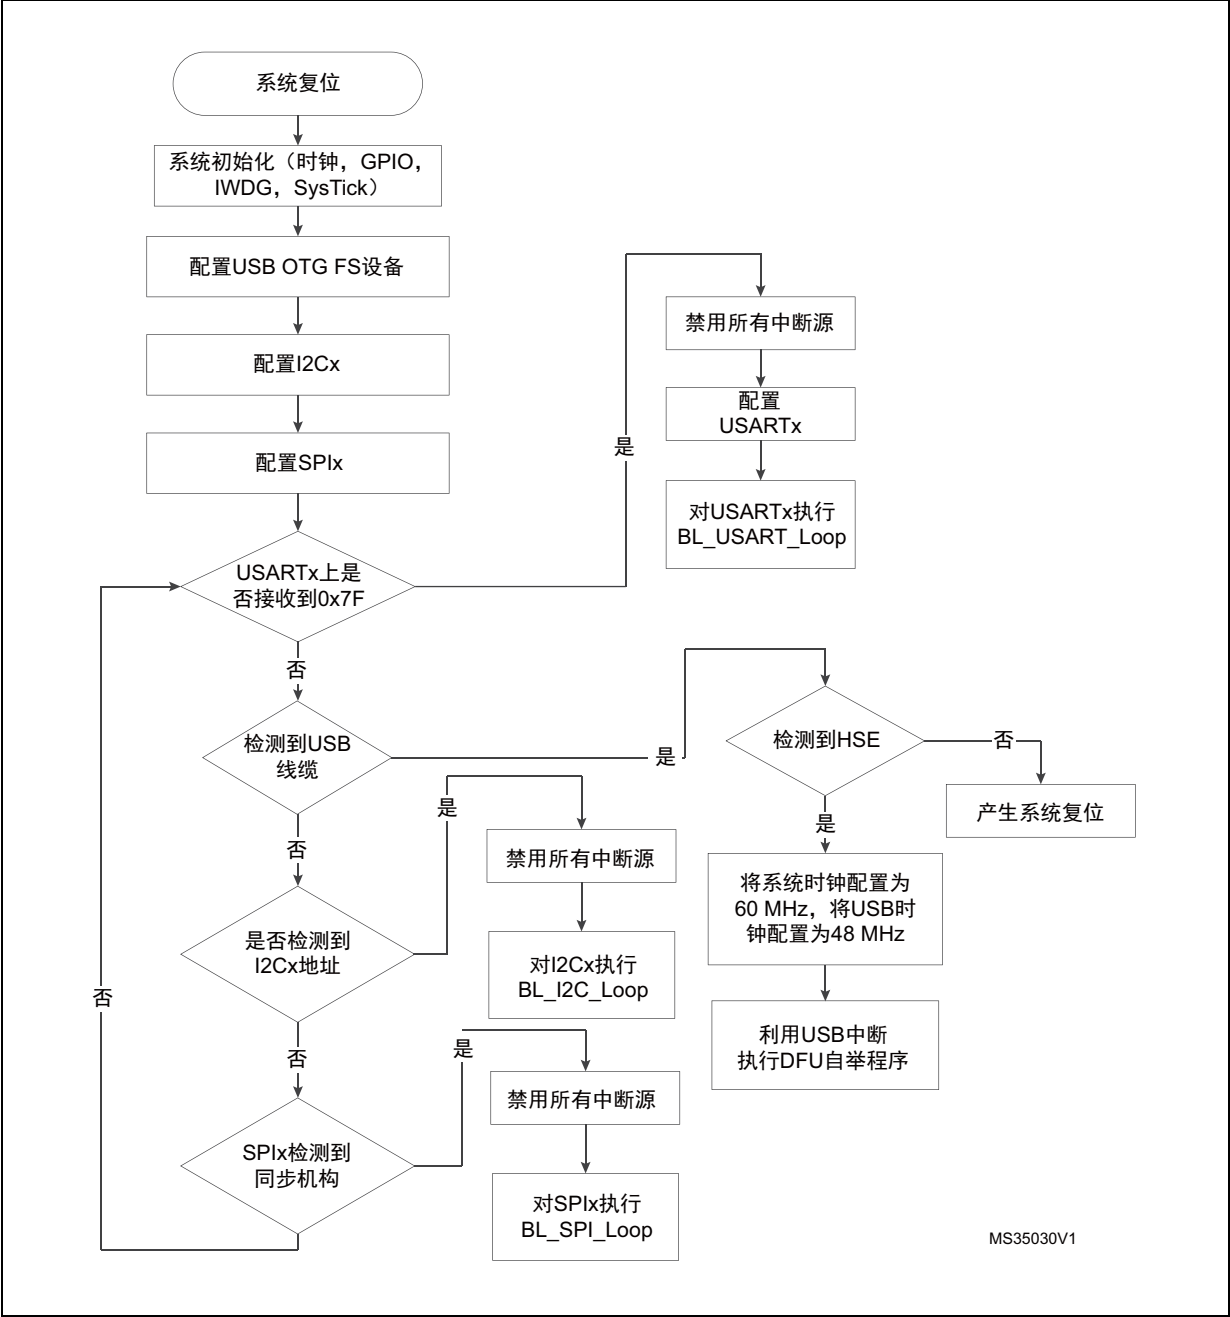 系统复位
系统初始化（时钟，GPIO，
IWDG，SysTick）
配置USB OTG FS设备
配置I2Cx
配置SPIx
USARTx上是
否接收到0x7F
是
禁用所有中断源
配置
USARTx
对USARTx执行
BL_USART_Loop
否
检测到USB
线缆
是
检测到HSE
否
产生系统复位
是
将系统时钟配置为
60 MHz，将USB时
钟配置为48 MHz
利用USB中断
执行DFU自举程序
否
是否检测到
I2Cx地址
是
禁用所有中断源
对I2Cx执行
BL_I2C_Loop
否
SPIx检测到
同步机构
是
禁用所有中断源
对SPIx执行
BL_SPI_Loop
否
MS35030V1